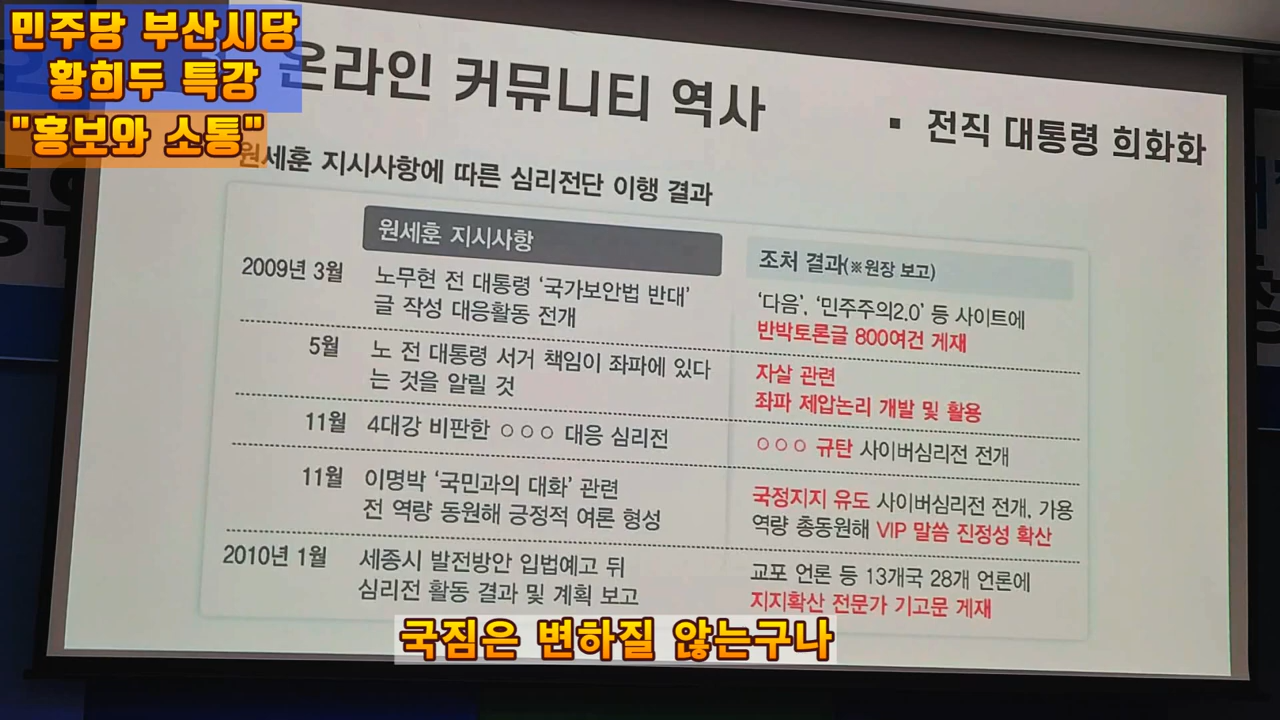 민주당 부산시당
황희두 특강
"홍보와 소통"
온라인 커뮤니티 역사
▪ 전직 대통령 희화화
원세훈 지시사항에 따른 심리전단 이행 결과
원세훈 지시사항
조처 결과(※원장 보고)
2009년 3월
노무현 전 대통령 ‘국가보안법 반대’
글 작성 대응활동 전개
‘다음’, ‘민주주의2.0’ 등 사이트에
반박토론글 800여건 게재
5월
노 전 대통령 서거 책임이 좌파에 있다
는 것을 알릴 것
자살 관련
좌파 제압논리 개발 및 활용
11월
4대강 비판한 ○○○ 대응 심리전
○○○ 규탄 사이버심리전 전개
11월
이명박 ‘국민과의 대화’ 관련
전 역량 동원해 긍정적 여론 형성
국정지지 유도 사이버심리전 전개, 가용
역량 총동원해 VIP 말씀 진정성 확산
2010년 1월
세종시 발전방안 입법예고 뒤
심리전 활동 결과 및 계획 보고
교포 언론 등 13개국 28개 언론에
지지확산 전문가 기고문 게재
국짐은 변하질 않는구나